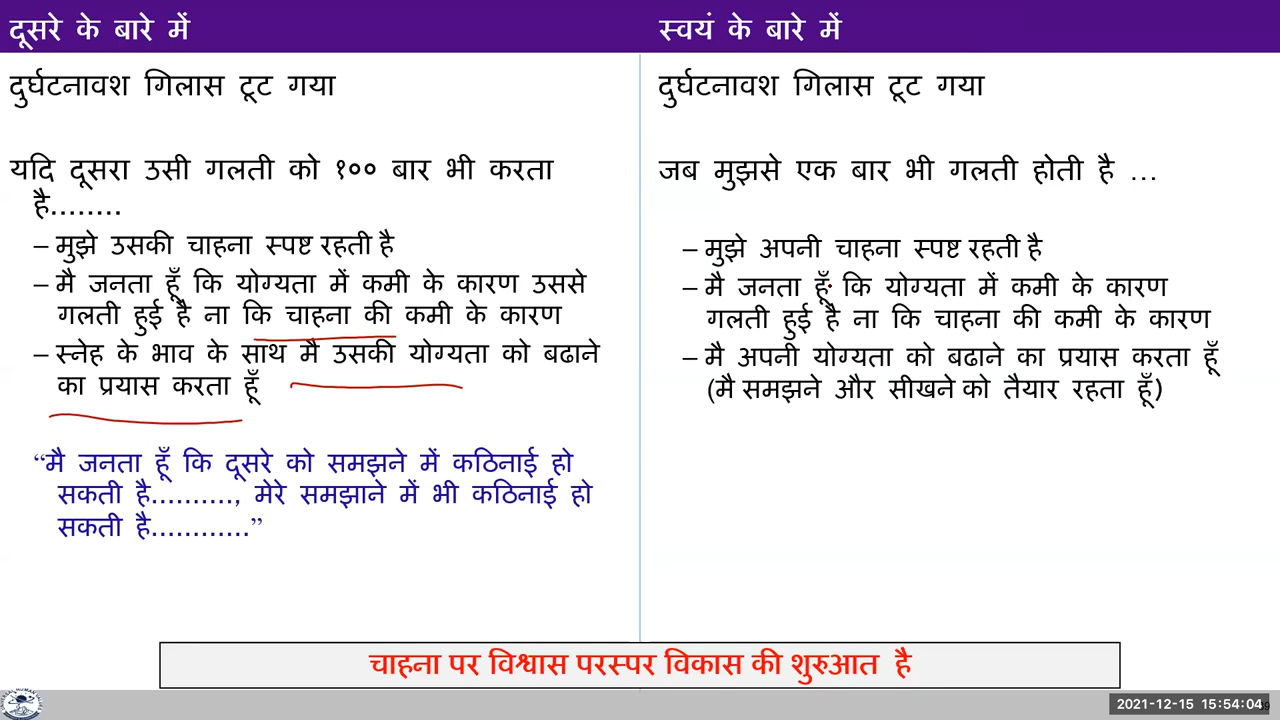 दूसरे के बारे में
दुर्घटनावश गिलास टूट गया
यदि दूसरा उसी गलती को १०० बार भी करता
है........
– मुझे उसकी चाहना स्पष्ट रहती है
– मै जनता हूँ कि योग्यता में कमी के कारण उससे
गलती हुई है ना कि चाहना की कमी के कारण
– स्नेह के भाव के साथ मै उसकी योग्यता को बढाने
का प्रयास करता हूँ
“मै जनता हूँ कि दूसरे को समझने में कठिनाई हो
सकती है.........., मेरे समझाने में भी कठिनाई हो
सकती है............”
स्वयं के बारे में
दुर्घटनावश गिलास टूट गया
जब मुझसे एक बार भी गलती होती है ...
– मुझे अपनी चाहना स्पष्ट रहती है
– मै जनता हूँ कि योग्यता में कमी के कारण
गलती हुई है ना कि चाहना की कमी के कारण
– मै अपनी योग्यता को बढाने का प्रयास करता हूँ
(मै समझने और सीखने को तैयार रहता हूँ)
चाहना पर विश्वास परस्पर विकास की शुरुआत है
2021-12-15 15:54:04